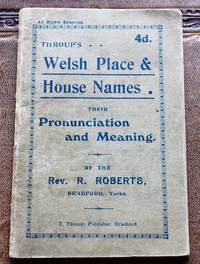 All Rights Reserved.
4d.
THROUP'S - -
Welsh Place &
House Names .
THEIR
Pronunciation
and Meaning.
BY THE
Rev. R. ROBERTS,
BRADFORD, Yorks.
T. Throup, Publisher, Bradford.